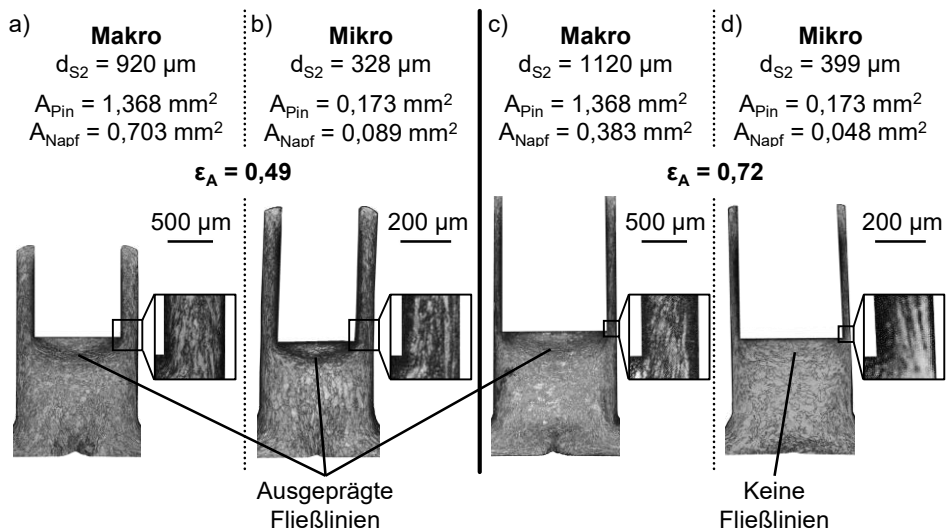 a)
Makro
d_S2 = 920 µm
A_Pin = 1,368 mm²
A_Napf = 0,703 mm²
b)
Mikro
d_S2 = 328 µm
A_Pin = 0,173 mm²
A_Napf = 0,089 mm²
c)
Makro
d_S2 = 1120 µm
A_Pin = 1,368 mm²
A_Napf = 0,383 mm²
d)
Mikro
d_S2 = 399 µm
A_Pin = 0,173 mm²
A_Napf = 0,048 mm²
ε_A = 0,49
ε_A = 0,72
500 µm
200 µm
500 µm
200 µm
Ausgeprägte
Fließlinien
Keine
Fließlinien